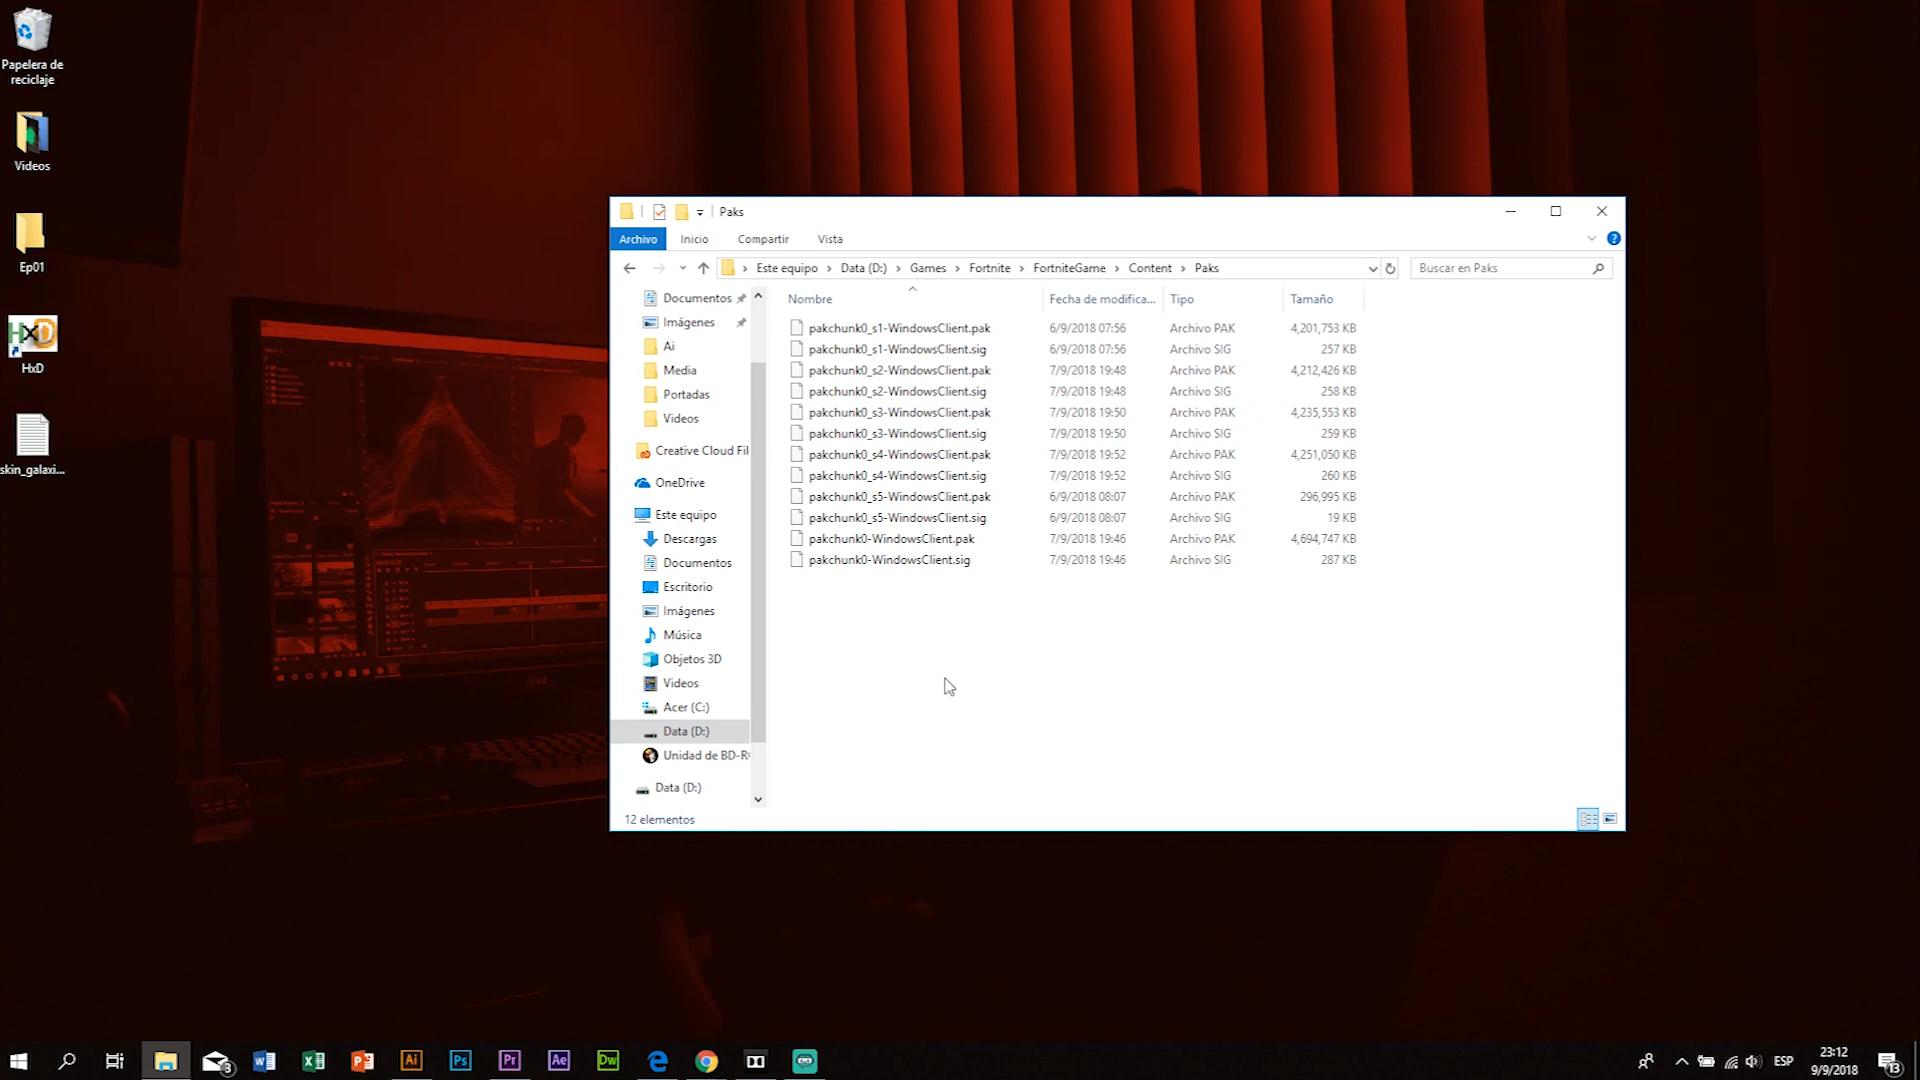 Papelera de
reciclaje
Videos
Ep01
HxD
HxD
skin_galaxi...
Paks
Archivo Inicio Compartir Vista
Este equipo › Data (D:) › Games › Fortnite › FortniteGame › Content › Paks
Buscar en Paks
Documentos
Imágenes
Ai
Media
Portadas
Videos
Creative Cloud Fil
OneDrive
Este equipo
Descargas
Documentos
Escritorio
Imágenes
Música
Objetos 3D
Videos
Acer (C:)
Data (D:)
Unidad de BD-R
Data (D:)
Nombre Fecha de modifica... Tipo Tamaño
pakchunk0_s1-WindowsClient.pak 6/9/2018 07:56 Archivo PAK 4,201,753 KB
pakchunk0_s1-WindowsClient.sig 6/9/2018 07:56 Archivo SIG 257 KB
pakchunk0_s2-WindowsClient.pak 7/9/2018 19:48 Archivo PAK 4,212,426 KB
pakchunk0_s2-WindowsClient.sig 7/9/2018 19:48 Archivo SIG 258 KB
pakchunk0_s3-WindowsClient.pak 7/9/2018 19:50 Archivo PAK 4,235,553 KB
pakchunk0_s3-WindowsClient.sig 7/9/2018 19:50 Archivo SIG 259 KB
pakchunk0_s4-WindowsClient.pak 7/9/2018 19:52 Archivo PAK 4,251,050 KB
pakchunk0_s4-WindowsClient.sig 7/9/2018 19:52 Archivo SIG 260 KB
pakchunk0_s5-WindowsClient.pak 6/9/2018 08:07 Archivo PAK 296,995 KB
pakchunk0_s5-WindowsClient.sig 6/9/2018 08:07 Archivo SIG 19 KB
pakchunk0-WindowsClient.pak 7/9/2018 19:46 Archivo PAK 4,694,747 KB
pakchunk0-WindowsClient.sig 7/9/2018 19:46 Archivo SIG 287 KB
12 elementos
3
Ai Ps Pr Ae Dw
ESP
23:12
9/9/2018
13